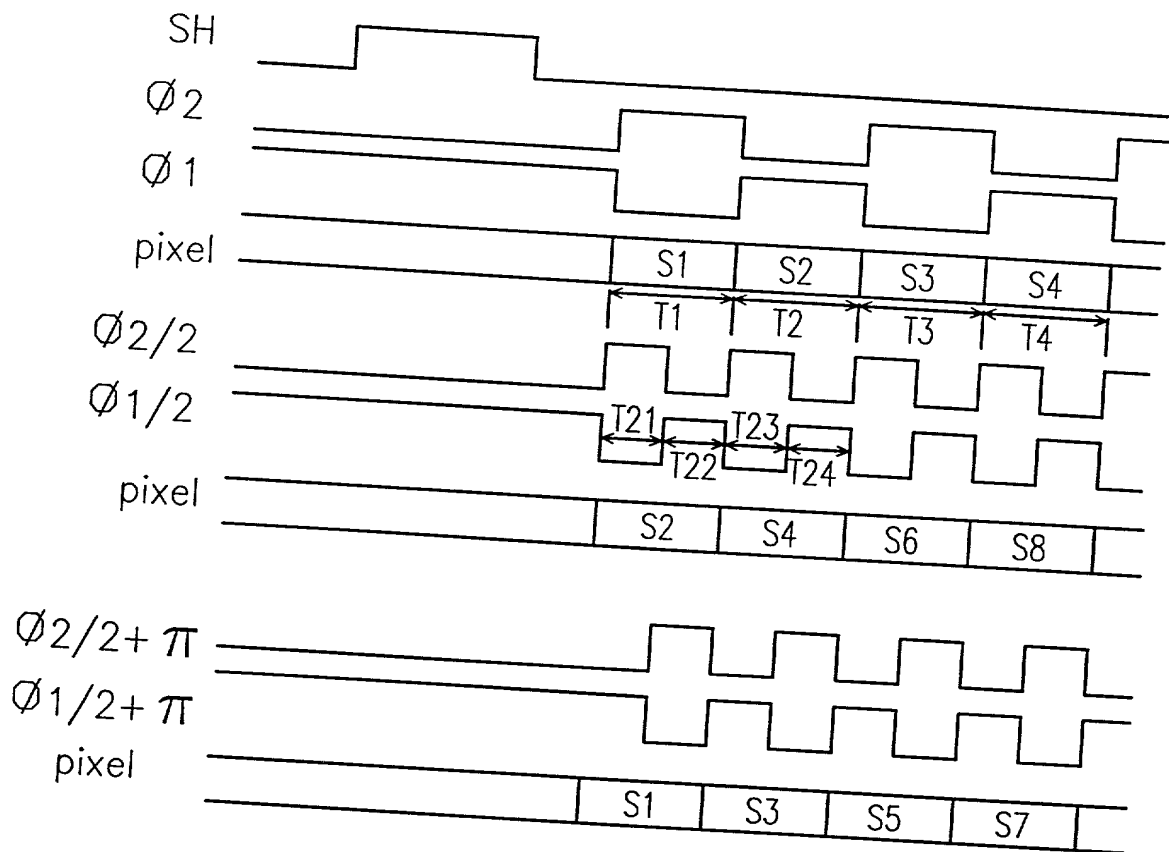 SH
Ø2
Ø1
pixel S1 S2 S3 S4
T1 T2 T3 T4
Ø2/2
Ø1/2
T21 T23
T22 T24
pixel S2 S4 S6 S8
Ø2/2+π
Ø1/2+π
pixel S1 S3 S5 S7